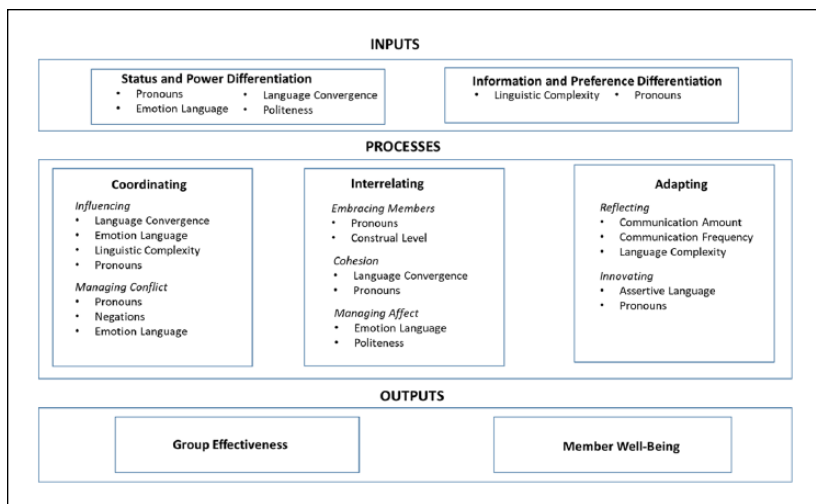 INPUTS
Status and Power Differentiation
• Pronouns • Language Convergence
• Emotion Language • Politeness
Information and Preference Differentiation
• Linguistic Complexity • Pronouns
PROCESSES
Coordinating
Influencing
• Language Convergence
• Emotion Language
• Linguistic Complexity
• Pronouns
Managing Conflict
• Pronouns
• Negations
• Emotion Language
Interrelating
Embracing Members
• Pronouns
• Construal Level
Cohesion
• Language Convergence
• Pronouns
Managing Affect
• Emotion Language
• Politeness
Adapting
Reflecting
• Communication Amount
• Communication Frequency
• Language Complexity
Innovating
• Assertive Language
• Pronouns
OUTPUTS
Group Effectiveness
Member Well-Being